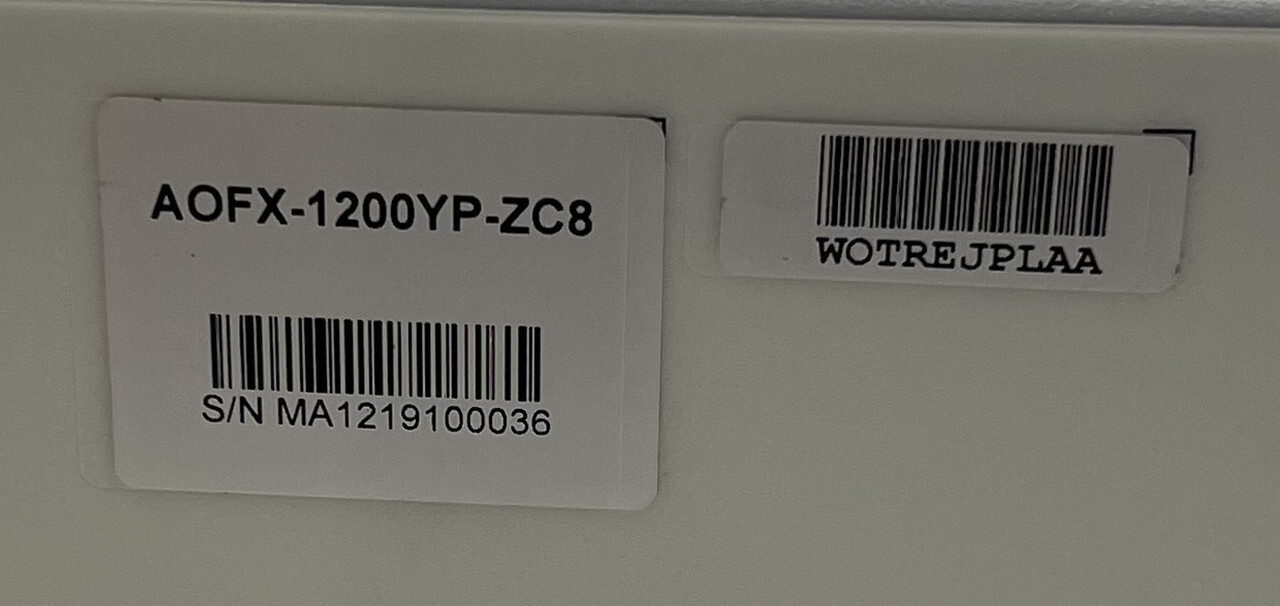 AOFX-1200YP-ZC8
S/N MA1219100036
WOTREJPLAA